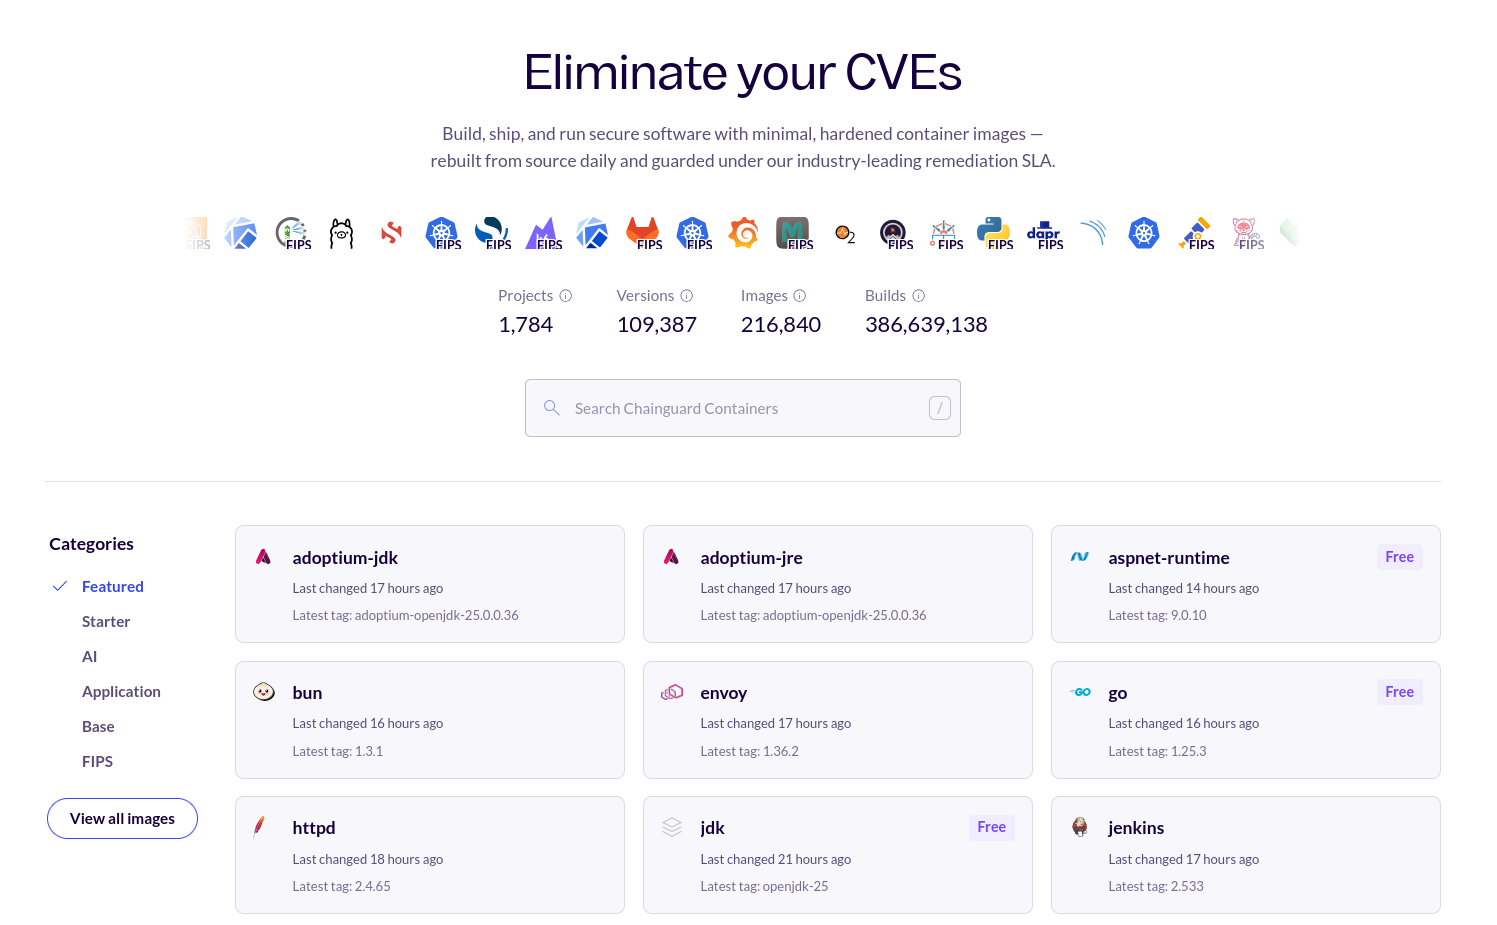 Eliminate your CVEs
Build, ship, and run secure software with minimal, hardened container images —
rebuilt from source daily and guarded under our industry-leading remediation SLA.
FIPS FIPS FIPS FIPS FIPS FIPS FIPS FIPS 2 FIPS FIPS FIPS dapr FIPS FIPS FIPS
Projects Versions Images Builds
1,784 109,387 216,840 386,639,138
Search Chainguard Containers /
Categories
Featured
Starter
AI
Application
Base
FIPS
View all images
adoptium-jdk
Last changed 17 hours ago
Latest tag: adoptium-openjdk-25.0.0.36
adoptium-jre
Last changed 17 hours ago
Latest tag: adoptium-openjdk-25.0.0.36
aspnet-runtime Free
Last changed 14 hours ago
Latest tag: 9.0.10
bun
Last changed 16 hours ago
Latest tag: 1.3.1
envoy
Last changed 17 hours ago
Latest tag: 1.36.2
GO go Free
Last changed 16 hours ago
Latest tag: 1.25.3
httpd
Last changed 18 hours ago
Latest tag: 2.4.65
jdk Free
Last changed 21 hours ago
Latest tag: openjdk-25
jenkins
Last changed 17 hours ago
Latest tag: 2.533